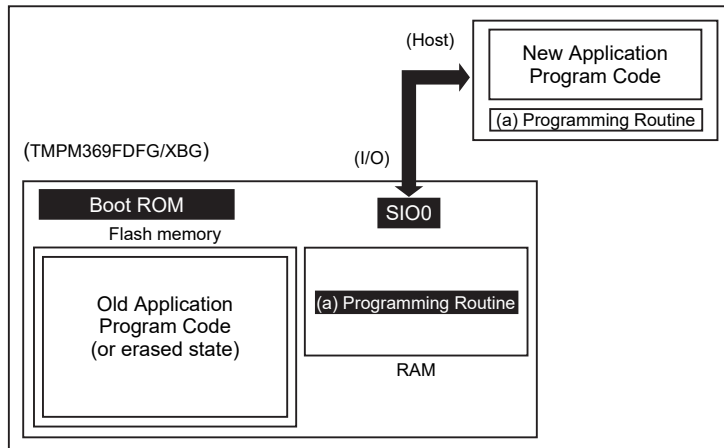 (Host)
New Application
Program Code
(a) Programming Routine
(TMPM369FDFG/XBG)
(I/O)
Boot ROM
SIO0
Flash memory
Old Application
Program Code
(or erased state)
(a) Programming Routine
RAM